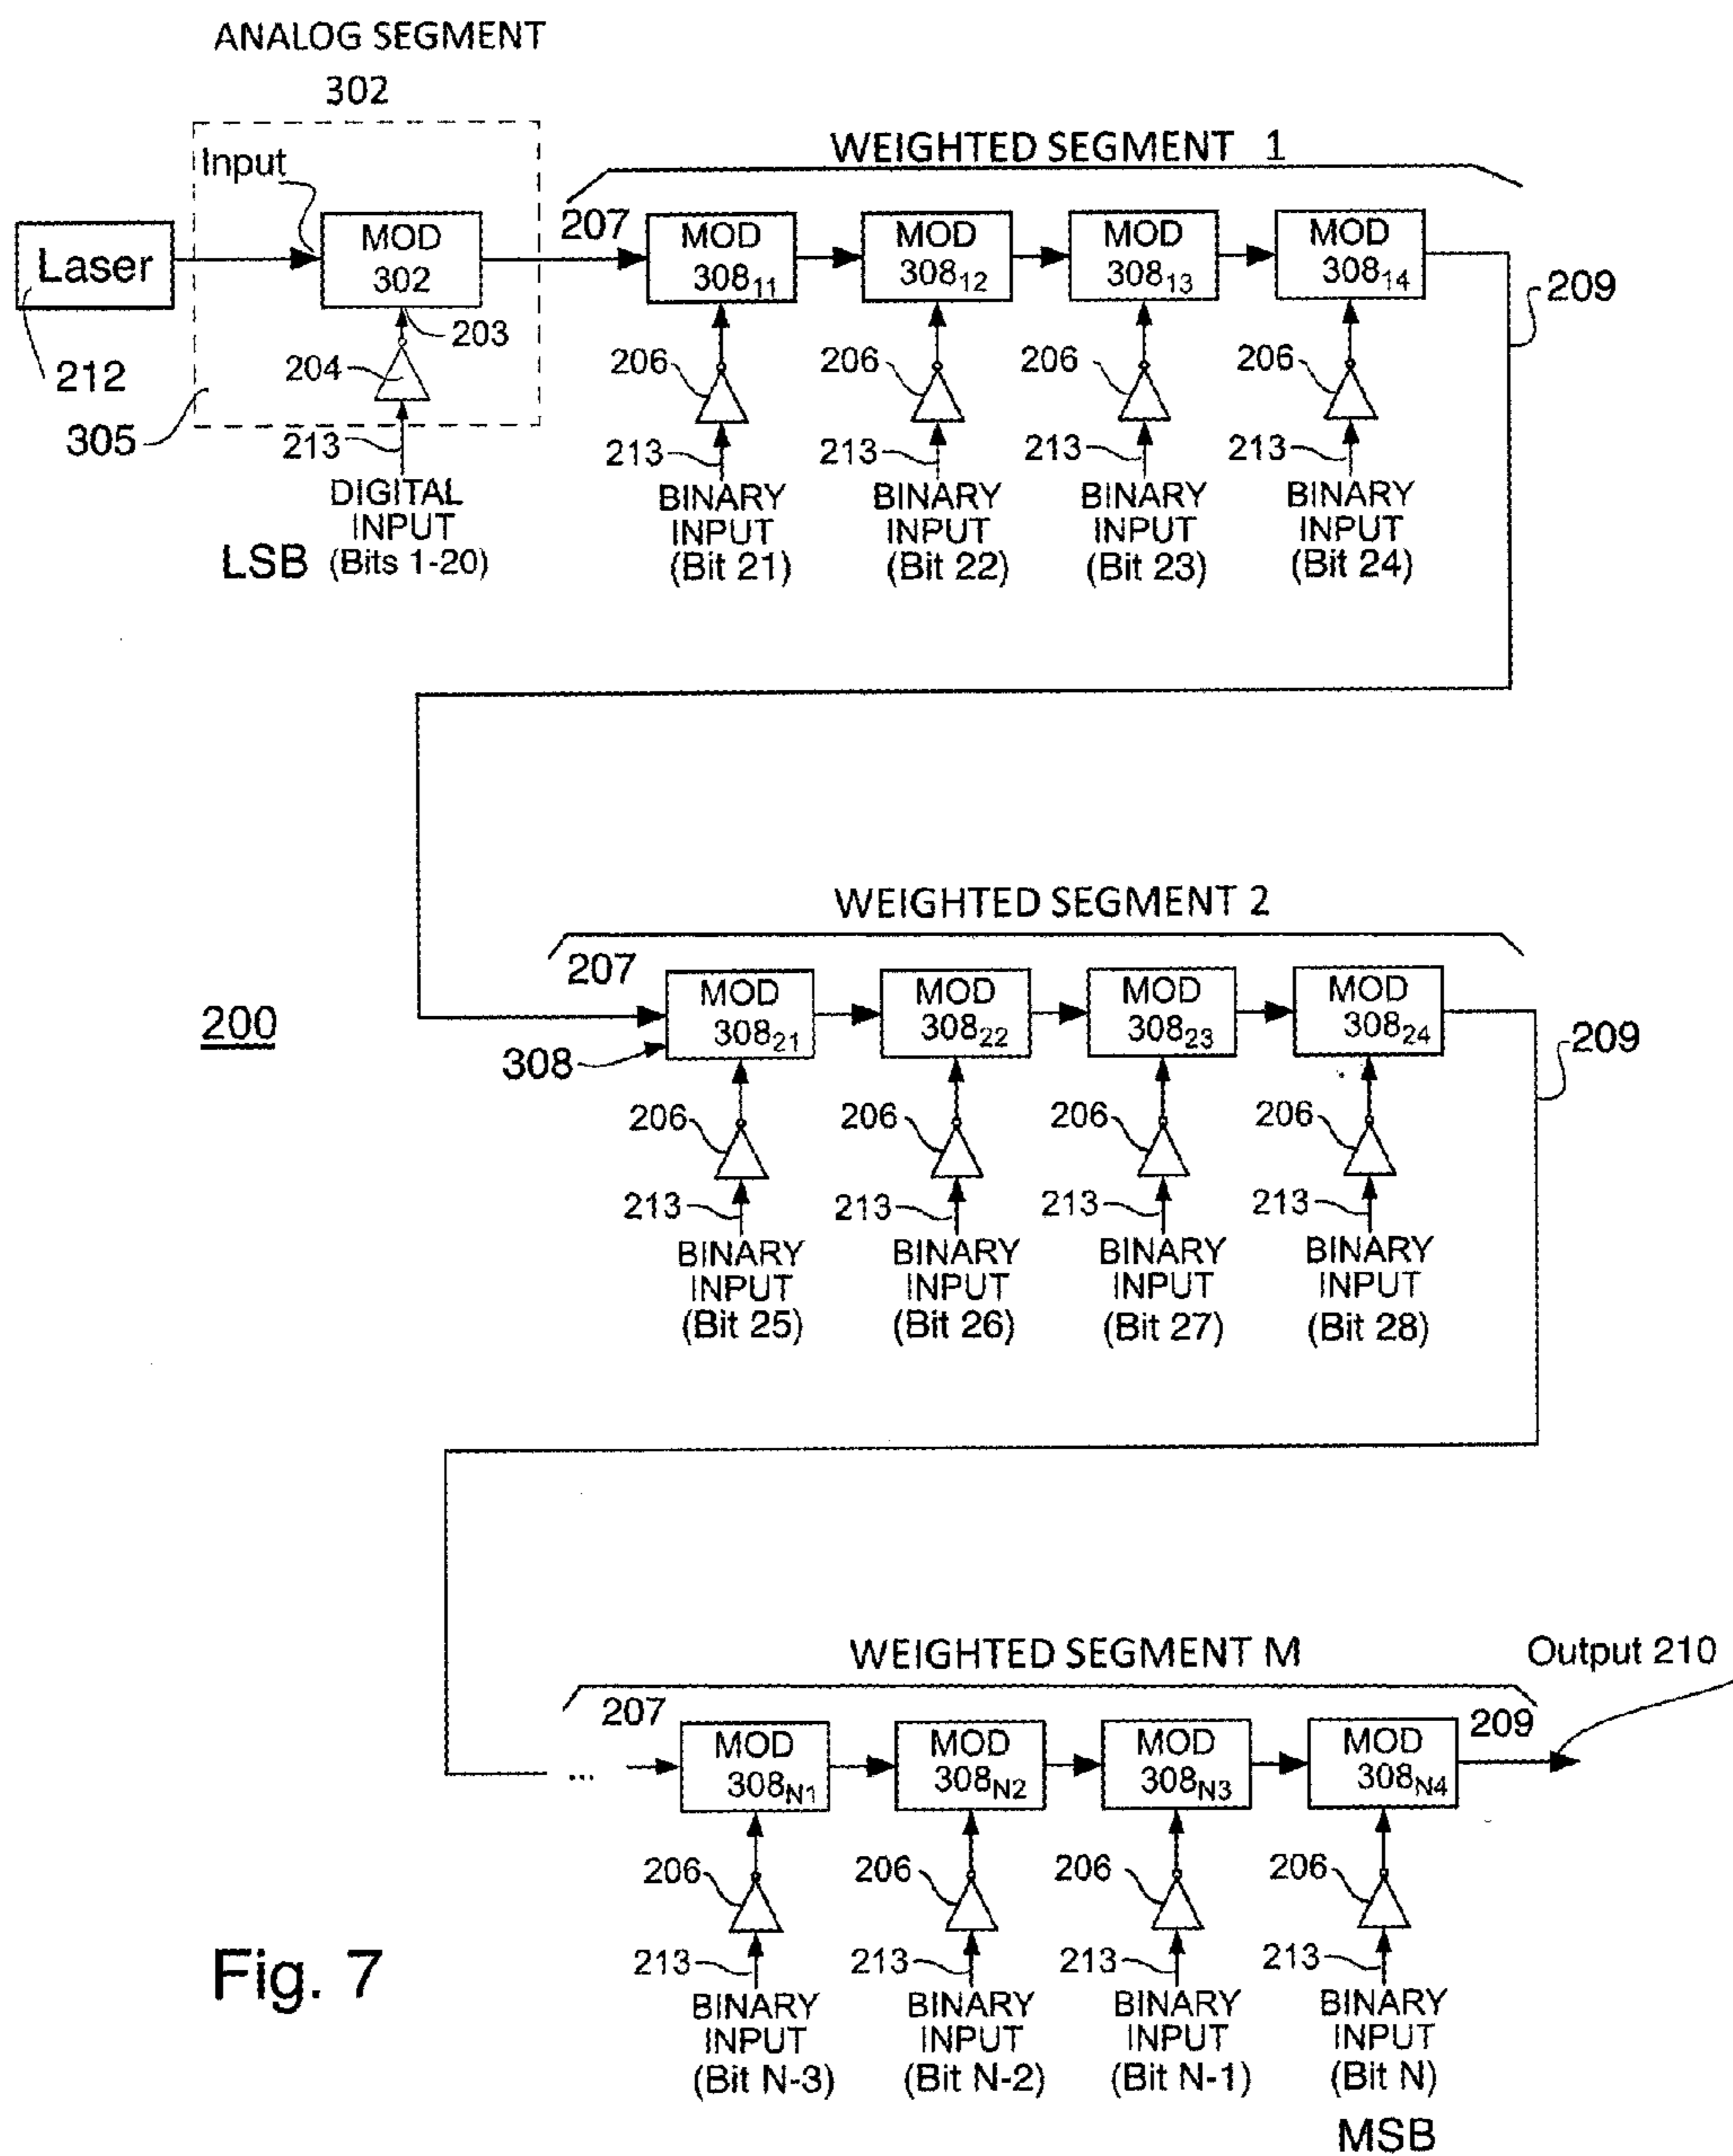 ANALOG SEGMENT
302
WEIGHTED SEGMENT 1
Input
207
Laser
MOD
302
MOD
308₁₁
MOD
308₁₂
MOD
308₁₃
MOD
308₁₄
209
203
212
204
206
206
206
206
305
213
213
213
213
213
DIGITAL
INPUT
LSB (Bits 1-20)
BINARY
INPUT
(Bit 21)
BINARY
INPUT
(Bit 22)
BINARY
INPUT
(Bit 23)
BINARY
INPUT
(Bit 24)
WEIGHTED SEGMENT 2
207
200
MOD
308₂₁
MOD
308₂₂
MOD
308₂₃
MOD
308₂₄
209
308
206
206
206
206
213
213
213
213
BINARY
INPUT
(Bit 25)
BINARY
INPUT
(Bit 26)
BINARY
INPUT
(Bit 27)
BINARY
INPUT
(Bit 28)
WEIGHTED SEGMENT M
Output 210
207
209
...
MOD
308N1
MOD
308N2
MOD
308N3
MOD
308N4
206
206
206
206
213
213
213
213
Fig. 7
BINARY
INPUT
(Bit N-3)
BINARY
INPUT
(Bit N-2)
BINARY
INPUT
(Bit N-1)
BINARY
INPUT
(Bit N)
MSB